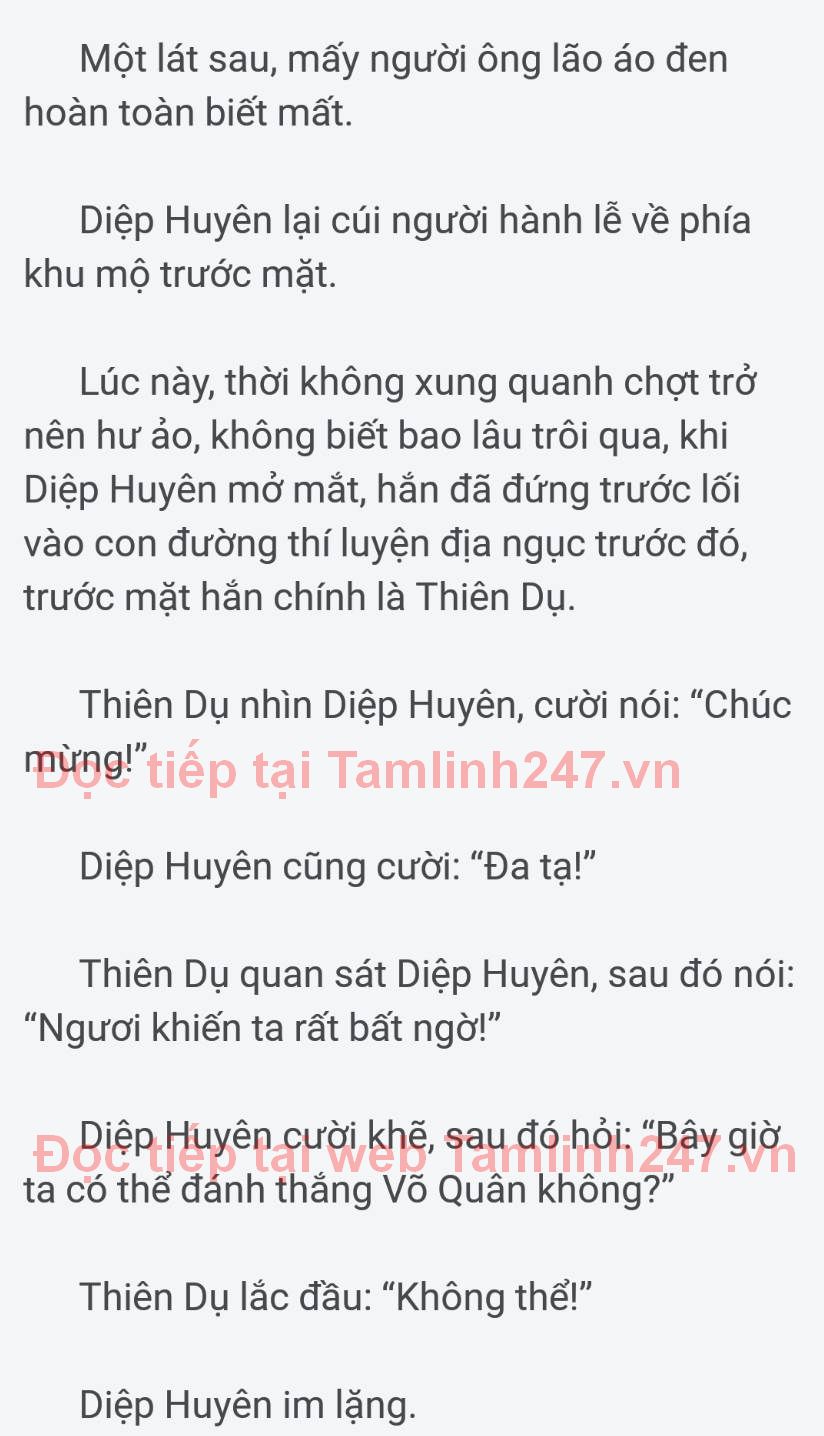 Một lát sau, mấy người ông lão áo đen
hoàn toàn biết mất.
Diệp Huyên lại cúi người hành lễ về phía
khu mộ trước mặt.
Lúc này, thời không xung quanh chợt trở
nên hư ảo, không biết bao lâu trôi qua, khi
Diệp Huyên mở mắt, hắn đã đứng trước lối
vào con đường thí luyện địa ngục trước đó,
trước mặt hắn chính là Thiên Dụ.
Thiên Dụ nhìn Diệp Huyên, cười nói: “Chúc
mừng!”
Đọc tiếp tại Tamlinh247.vn
Diệp Huyên cũng cười: “Đa tạ!”
Thiên Dụ quan sát Diệp Huyên, sau đó nói:
“Ngươi khiến ta rất bất ngờ!”
Diệp Huyên cười khẽ, sau đó hỏi: “Bây giờ
Đọc tiếp tại web Tamlinh247.vn
ta có thể đánh thắng Võ Quân không?”
Thiên Dụ lắc đầu: “Không thể!”
Diệp Huyên im lặng.